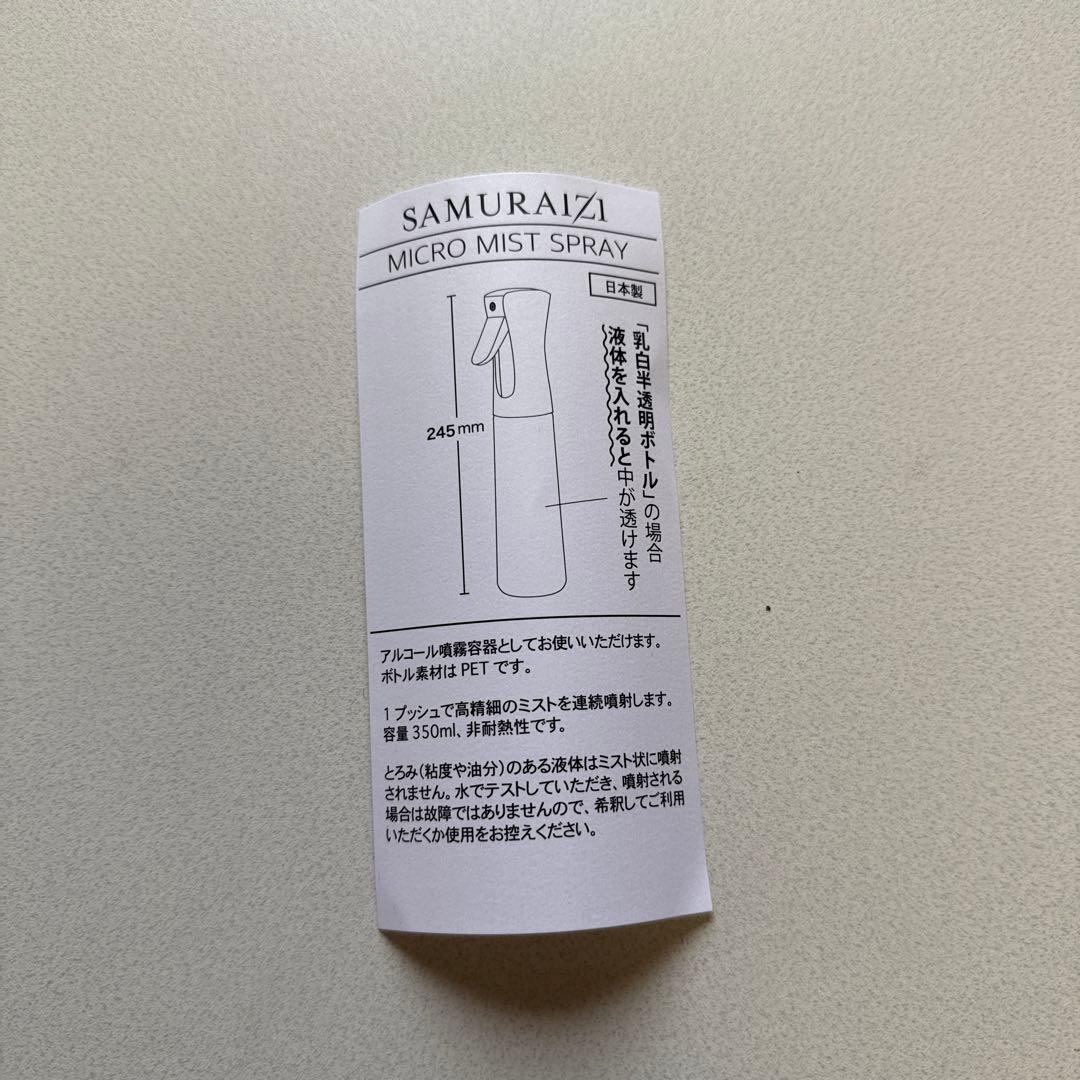 SAMURAIZI
MICRO MIST SPRAY
日本製
「乳白半透明ボトル」の場合
液体を入れると中が透けます
245mm
アルコール噴霧容器としてお使いいただけます。
ボトル素材はPETです。
1プッシュで高精細のミストを連続噴射します。
容量350ml、非耐熱性です。
とろみ(粘度や油分)のある液体はミスト状に噴射
されません。水でテストしていただき、噴射される
場合は故障ではありませんので、希釈してご利用
いただくか使用をお控えください。